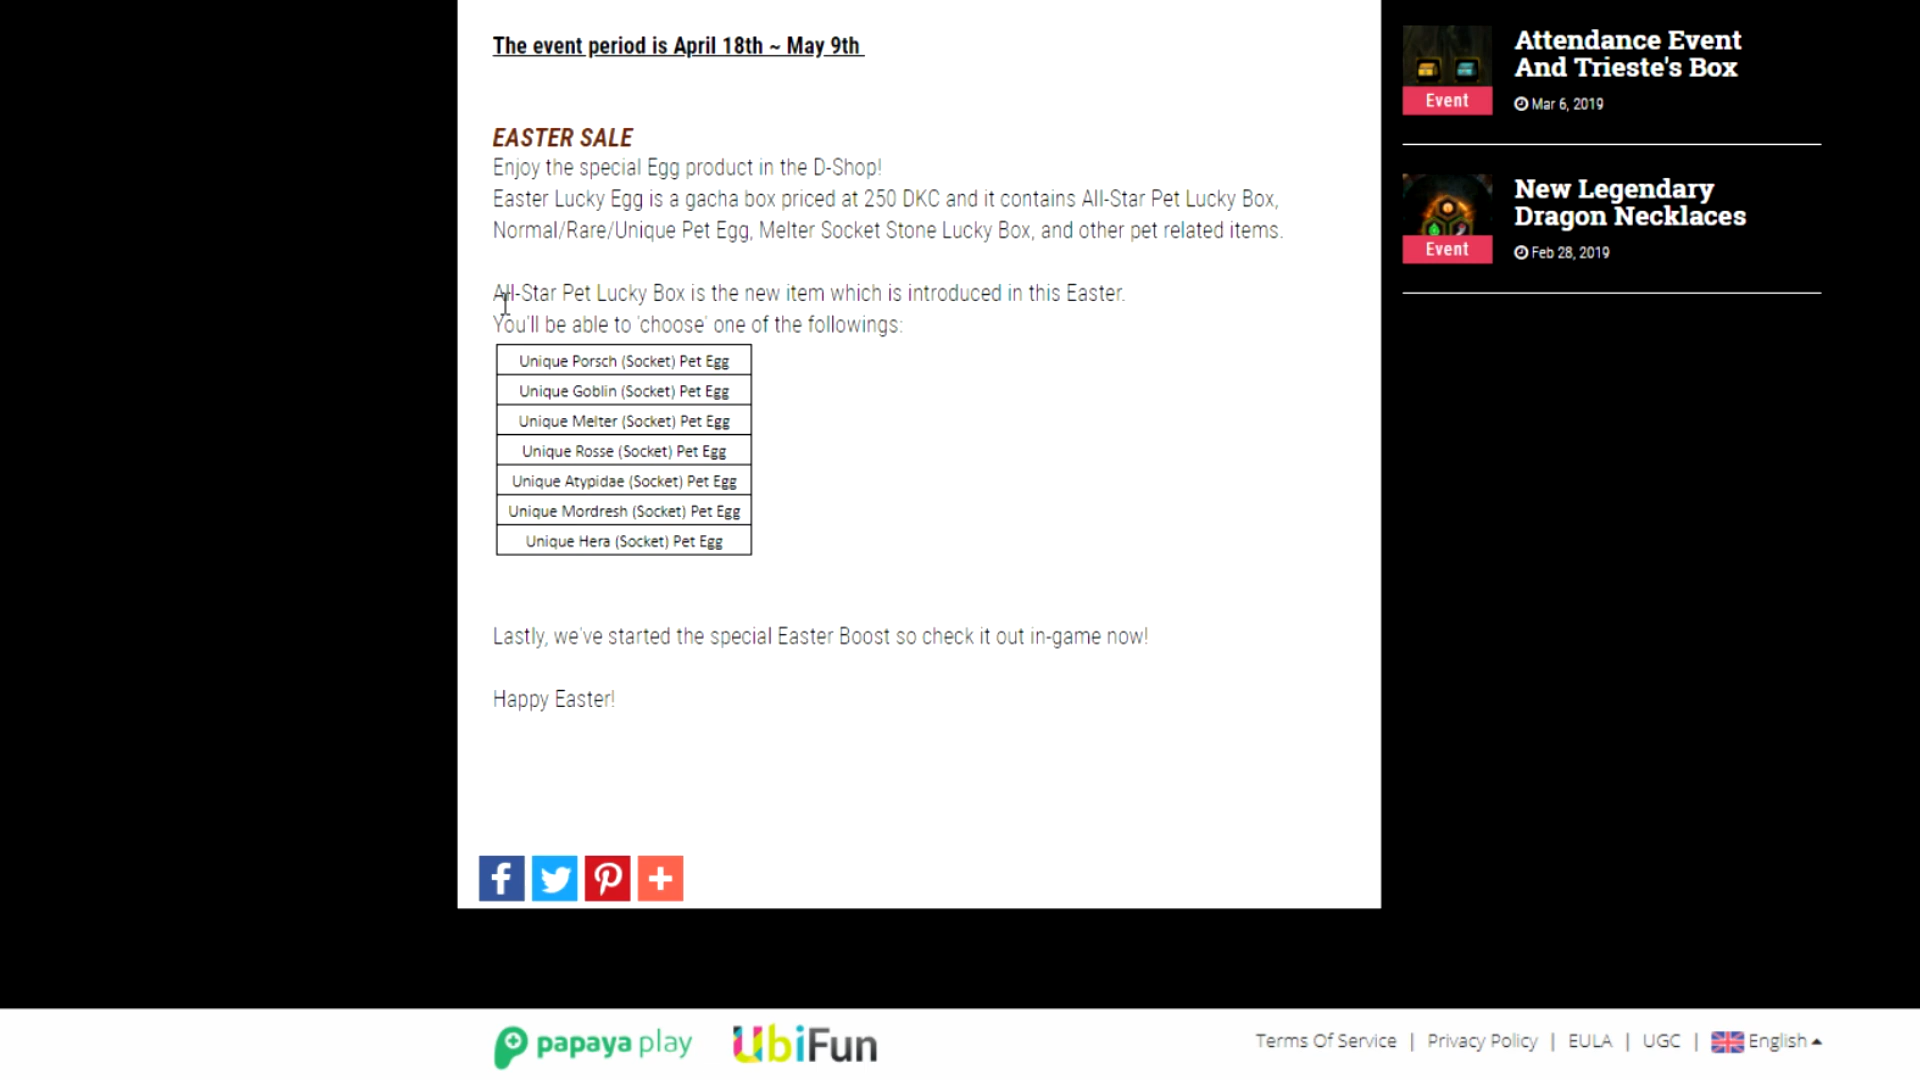 The event period is April 18th ~ May 9th
EASTER SALE
Enjoy the special Egg product in the D-Shop!
Easter Lucky Egg is a gacha box priced at 250 DKC and it contains All-Star Pet Lucky Box,
Normal/Rare/Unique Pet Egg, Melter Socket Stone Lucky Box, and other pet related items.
All-Star Pet Lucky Box is the new item which is introduced in this Easter.
You'll be able to 'choose' one of the followings:
Unique Porsch (Socket) Pet Egg
Unique Goblin (Socket) Pet Egg
Unique Melter (Socket) Pet Egg
Unique Rosse (Socket) Pet Egg
Unique Atypidae (Socket) Pet Egg
Unique Mordresh (Socket) Pet Egg
Unique Hera (Socket) Pet Egg
Lastly, we've started the special Easter Boost so check it out in-game now!
Happy Easter!
Attendance Event
And Trieste's Box
Event
Mar 6, 2019
New Legendary
Dragon Necklaces
Event
Feb 28, 2019
papaya play
UbiFun
Terms Of Service | Privacy Policy | EULA | UGC | English